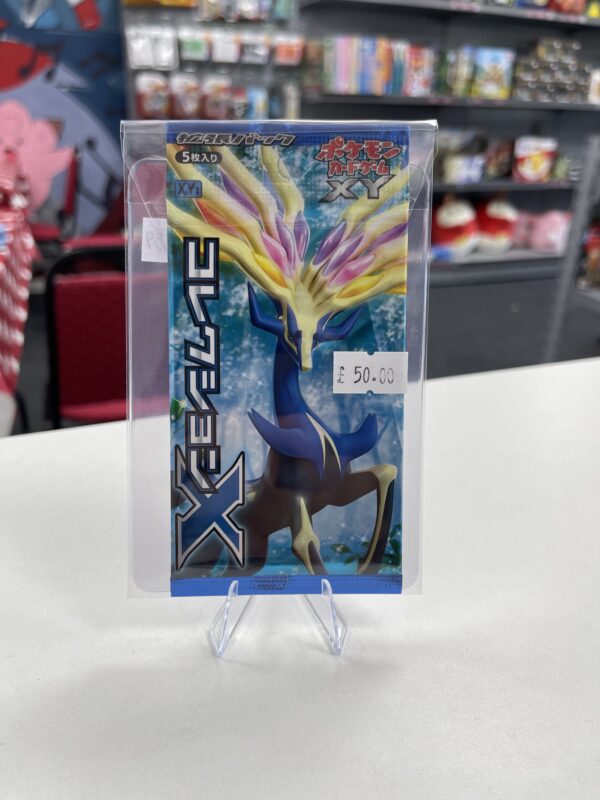 拡張パック
5枚入り
ポケモン
カードゲーム
XY
XY1
コレクションX
£ 50.00